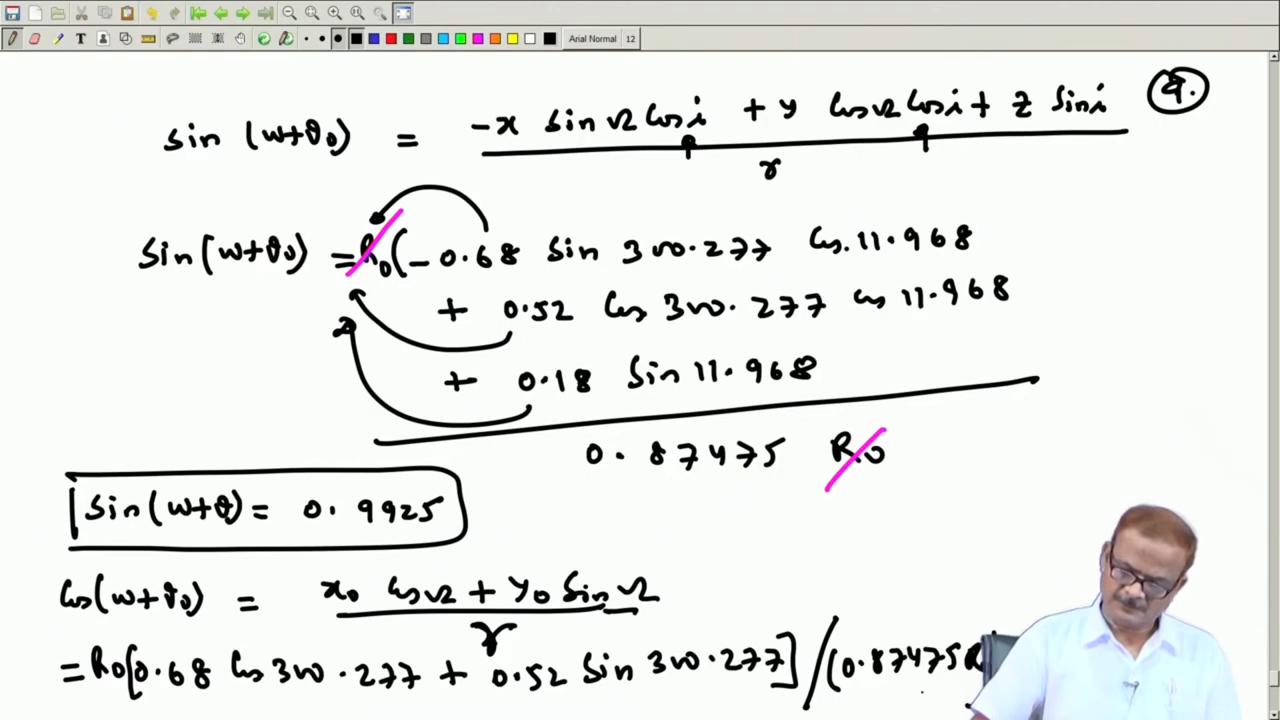 Arial Normal 12
9.
sin (ω+θ₀) = -x sin Ω cos i + y cos Ω cos i + z sin i
r
sin(ω+θ₀) = R₀(-0.68 sin 300.277 cos.11.968
+ 0.52 cos 300.277 cos 11.968
+ 0.18 sin 11.968
0.87475 R₀
sin(ω+θ) = 0.9925
cos(ω+θ₀) = x₀ cos Ω + y₀ sin Ω
r
= R₀[0.68 cos 300.277 + 0.52 sin 300.277] / (0.87475R